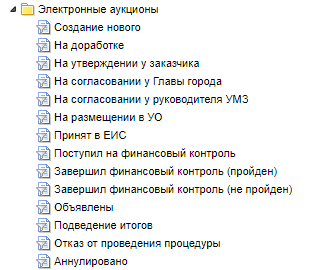 Электронные аукционы
Создание нового
На доработке
На утверждении у заказчика
На согласовании у Главы города
На согласовании у руководителя УМЗ
На размещении в УО
Принят в ЕИС
Поступил на финансовый контроль
Завершил финансовый контроль (пройден)
Завершил финансовый контроль (не пройден)
Объявлены
Подведение итогов
Отказ от проведения процедуры
Аннулировано